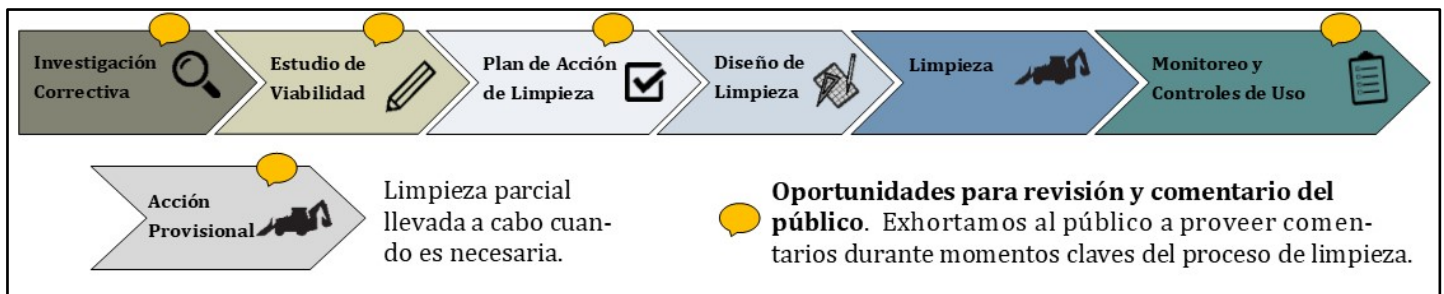 Investigación
Correctiva
Estudio de
Viabilidad
Plan de Acción
de Limpieza
Diseño de
Limpieza
Limpieza
Monitoreo y
Controles de Uso
Acción
Provisional
Limpieza parcial
llevada a cabo cuan-
do es necesaria.
Oportunidades para revisión y comentario del
público. Exhortamos al público a proveer comen-
tarios durante momentos claves del proceso de limpieza.